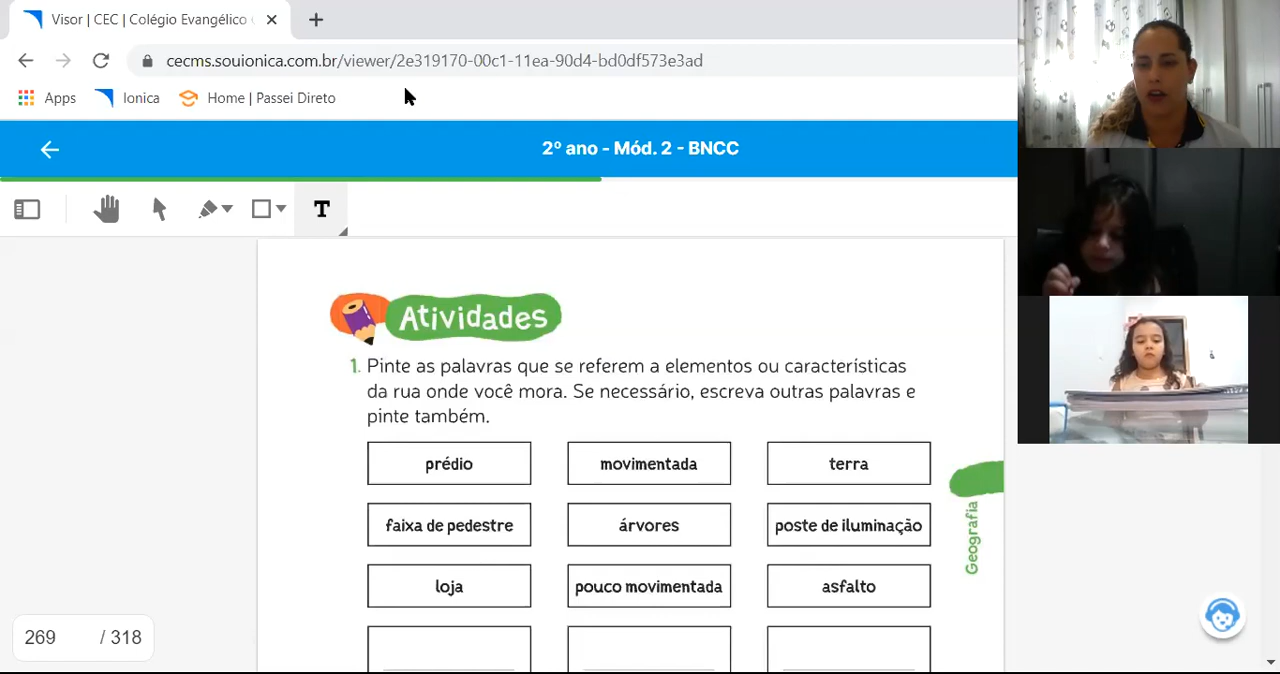 Visor | CEC | Colégio Evangélico
cecms.souionica.com.br/viewer/2e319170-00c1-11ea-90d4-bd0df573e3ad
Apps Ionica Home | Passei Direto
2º ano - Mód. 2 - BNCC
T
Atividades
1. Pinte as palavras que se referem a elementos ou características
da rua onde você mora. Se necessário, escreva outras palavras e
pinte também.
prédio movimentada terra
faixa de pedestre árvores poste de iluminação
loja pouco movimentada asfalto
Geografia
269 / 318